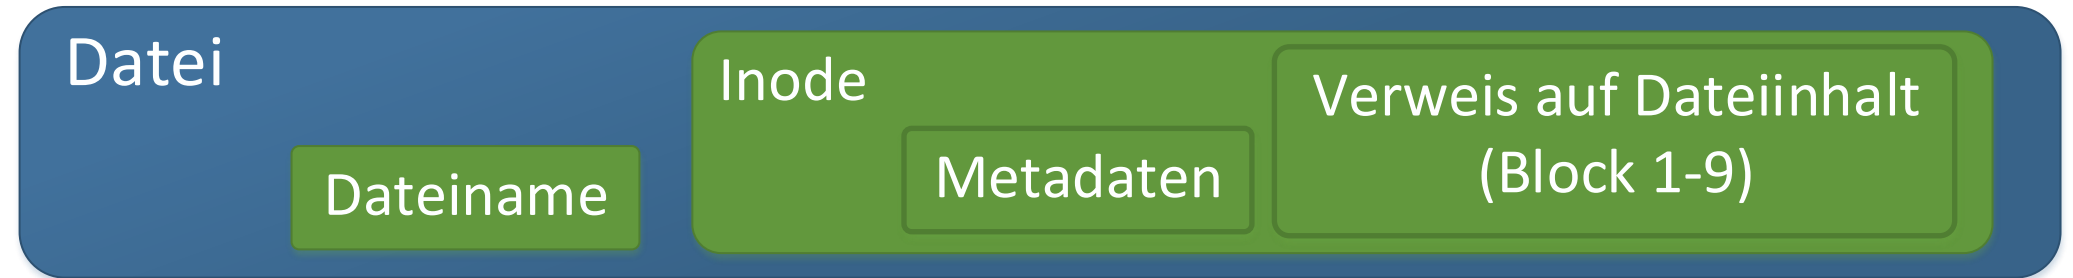 Datei
Dateiname
Inode
Metadaten
Verweis auf Dateiinhalt
(Block 1-9)